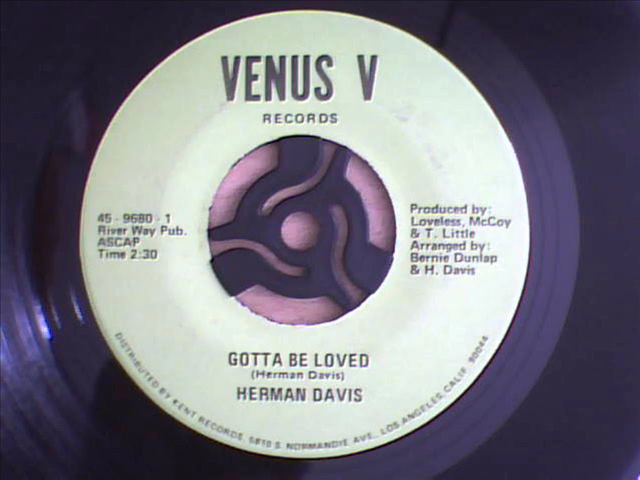 VENUS V
RECORDS
45 - 9680 - 1
River Way Pub.
ASCAP
Time 2:30
Produced by:
Loveless, McCoy
& T. Little
Arranged by:
Bernie Dunlap
& H. Davis
GOTTA BE LOVED
(Herman Davis)
HERMAN DAVIS
DISTRIBUTED BY KENT RECORDS, 5810 S. NORMANDIE AVE., LOS ANGELES, CALIF. 90044